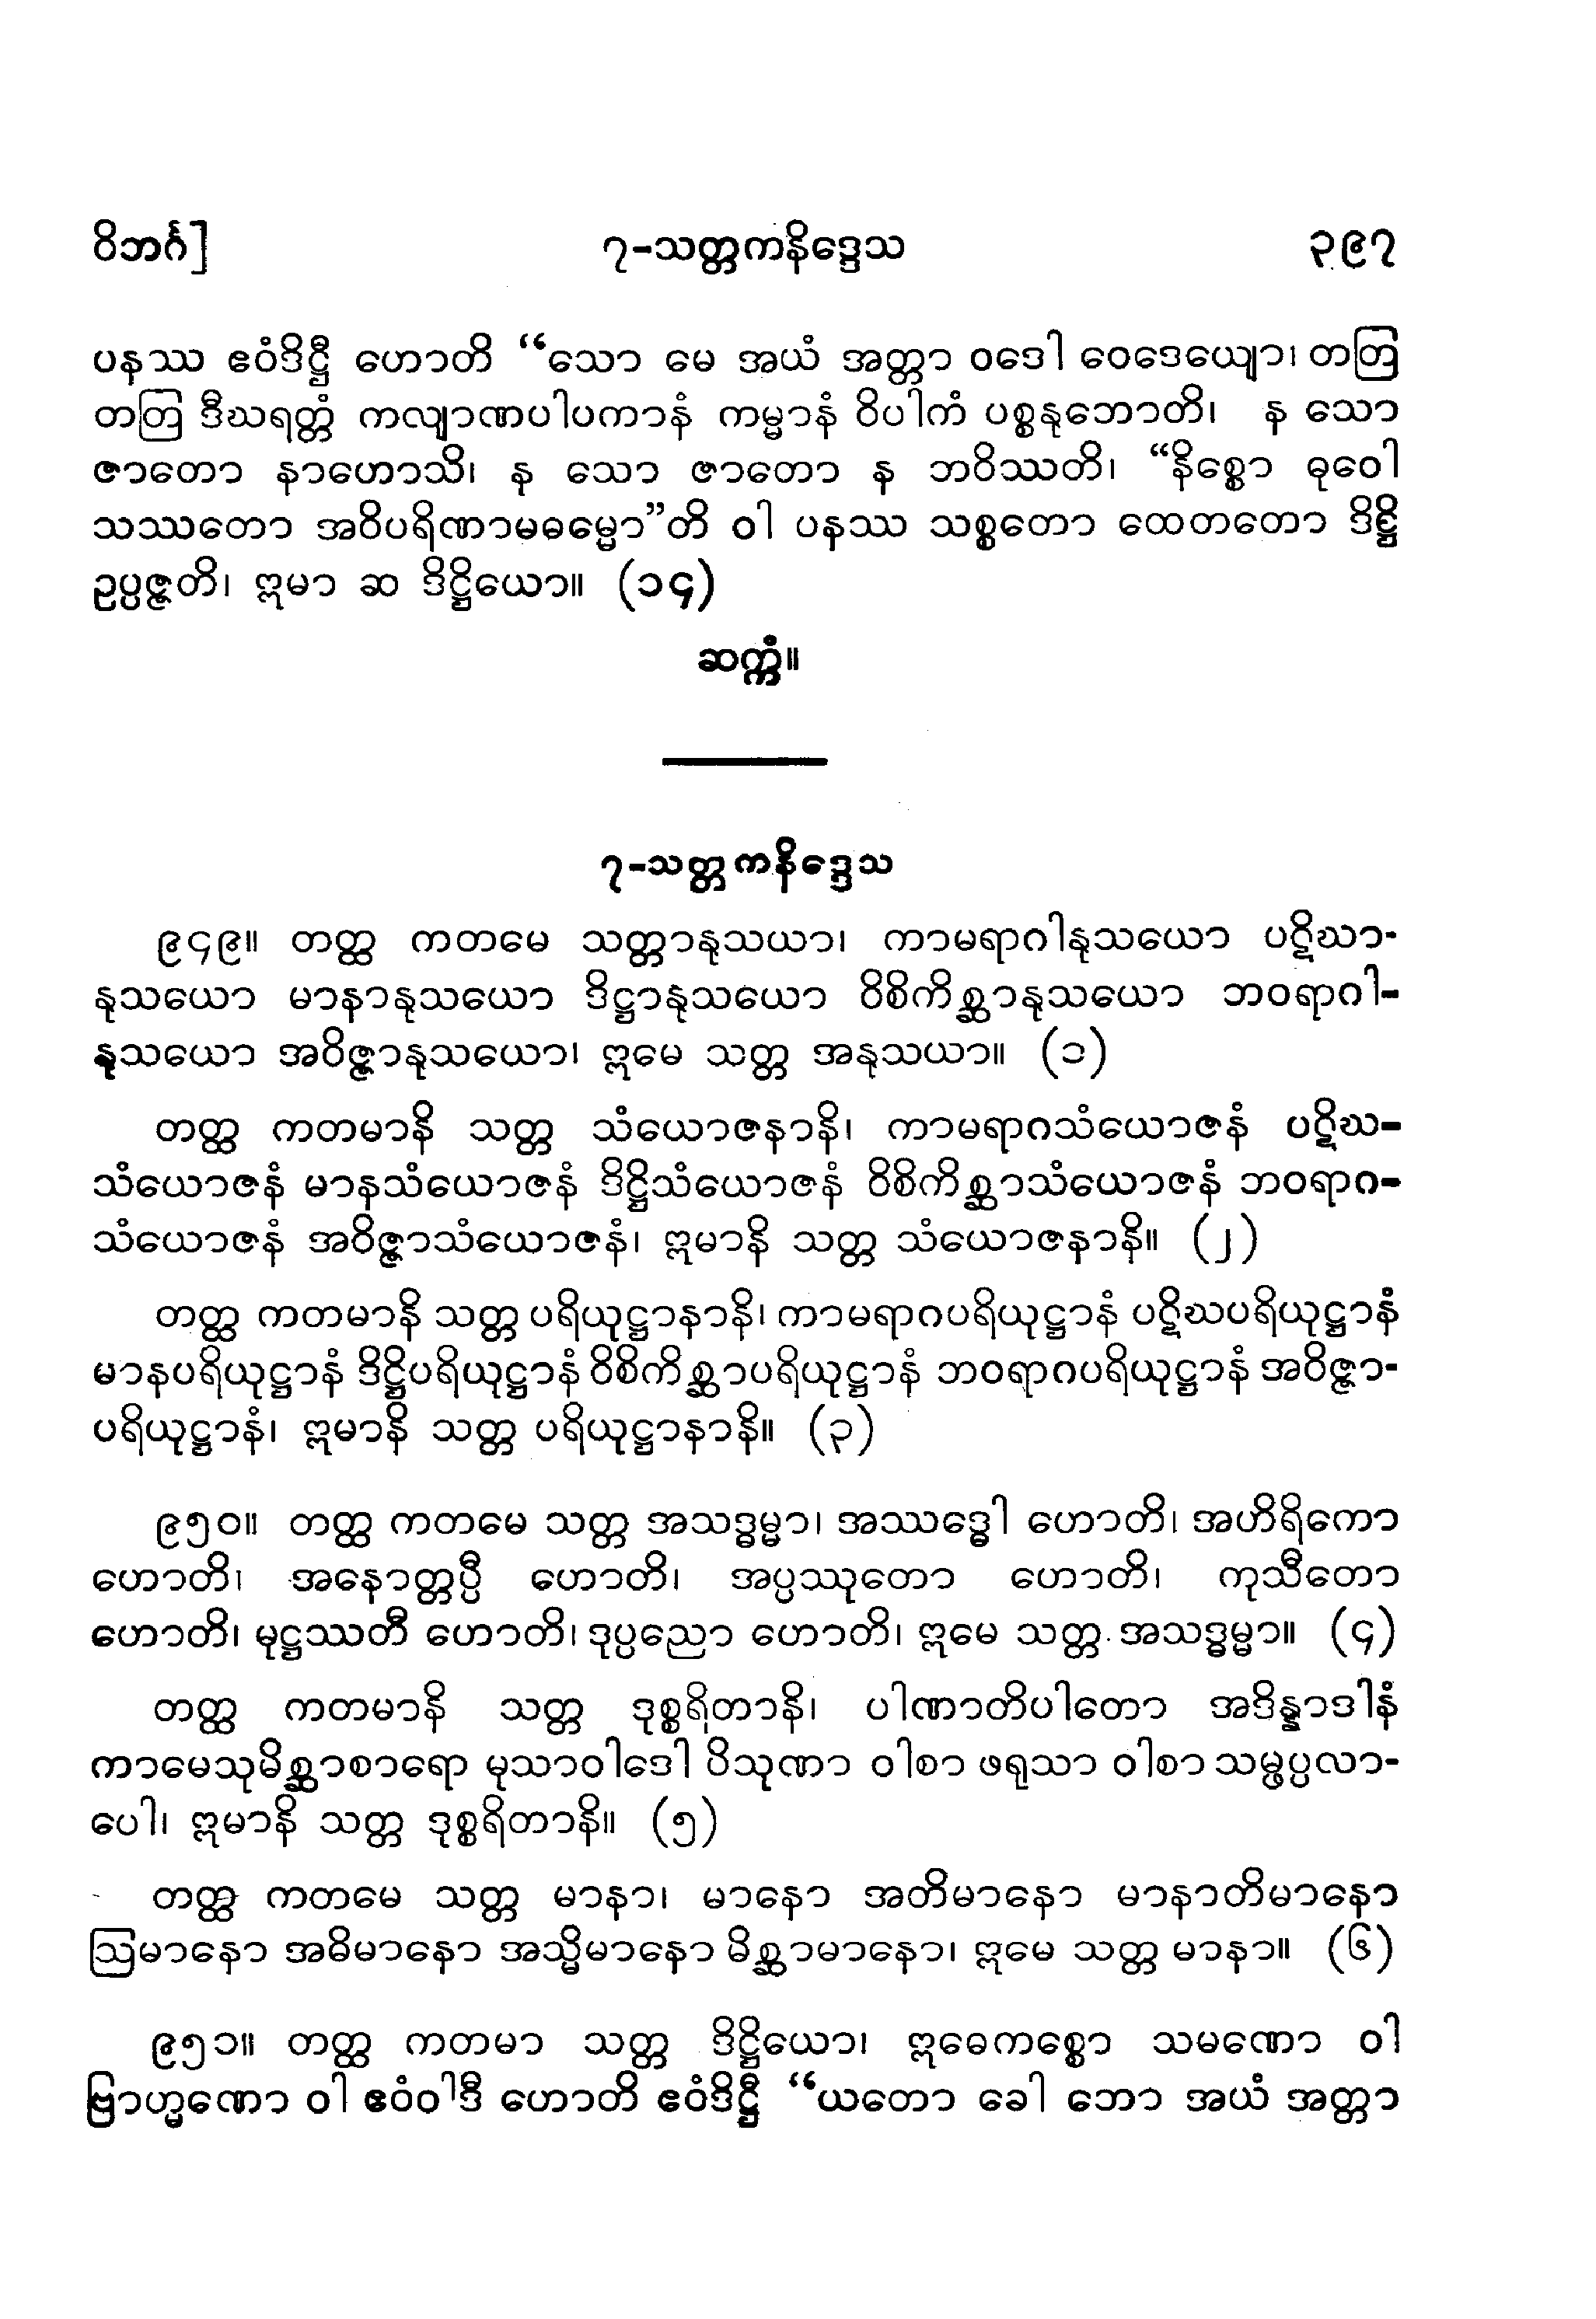 ဝိဘင်္ဂ] ၇-သတ္တကနိဒ္ဒေသ ၃၉၇
ပနဿ ဧဝံဒိဋ္ဌီ ဟောတိ “သော မေ အယံ အတ္တာ ဝဒေါ ဝေဒေယျော၊ တတြ
တတြ ဒီဃရတ္တံ ကလျာဏပါပကာနံ ကမ္မာနံ ဝိပါကံ ပစ္စနုဘောတိ၊ န သော
ဇာတော နာဟောသိ၊ န သော ဇာတော န ဘဝိဿတိ၊ “နိစ္စော ဓုဝေါ
သဿတော အဝိပရိဏာမဓမ္မော”တိ ဝါ ပနဿ သစ္စတော ထေတတော ဒိဋ္ဌိ
ဥပ္ပဇ္ဇတိ၊ ဣမာ ဆ ဒိဋ္ဌိယော။ (၁၄)
ဆက္ကံ။
၇-သတ္တကနိဒ္ဒေသ
၉၄၉။ တတ္ထ ကတမေ သတ္တာနုသယာ၊ ကာမရာဂါနုသယော ပဋိဃာ-
နုသယော မာနာနုသယော ဒိဋ္ဌာနုသယော ဝိစိကိစ္ဆာနုသယော ဘဝရာဂါ-
နုသယော အဝိဇ္ဇာနုသယော၊ ဣမေ သတ္တ အနုသယာ။ (၁)
တတ္ထ ကတမာနိ သတ္တ သံယောဇနာနိ၊ ကာမရာဂသံယောဇနံ ပဋိဃ-
သံယောဇနံ မာနသံယောဇနံ ဒိဋ္ဌိသံယောဇနံ ဝိစိကိစ္ဆာသံယောဇနံ ဘဝရာဂ-
သံယောဇနံ အဝိဇ္ဇာသံယောဇနံ၊ ဣမာနိ သတ္တ သံယောဇနာနိ။ (၂)
တတ္ထ ကတမာနိ သတ္တ ပရိယုဋ္ဌာနာနိ၊ ကာမရာဂပရိယုဋ္ဌာနံ ပဋိဃပရိယုဋ္ဌာနံ
မာနပရိယုဋ္ဌာနံ ဒိဋ္ဌိပရိယုဋ္ဌာနံ ဝိစိကိစ္ဆာပရိယုဋ္ဌာနံ ဘဝရာဂပရိယုဋ္ဌာနံ အဝိဇ္ဇာ-
ပရိယုဋ္ဌာနံ၊ ဣမာနိ သတ္တ ပရိယုဋ္ဌာနာနိ။ (၃)
၉၅၀။ တတ္ထ ကတမေ သတ္တ အသဒ္ဓမ္မာ၊ အဿဒ္ဓေါ ဟောတိ၊ အဟိရိကော
ဟောတိ၊ အနောတ္တပ္ပီ ဟောတိ၊ အပ္ပဿုတော ဟောတိ၊ ကုသီတော
ဟောတိ၊ မုဋ္ဌဿတီ ဟောတိ၊ ဒုပ္ပညော ဟောတိ၊ ဣမေ သတ္တ အသဒ္ဓမ္မာ။ (၄)
တတ္ထ ကတမာနိ သတ္တ ဒုစ္စရိတာနိ၊ ပါဏာတိပါတော အဒိန္နာဒါနံ
ကာမေသုမိစ္ဆာစာရော မုသာဝါဒေါ ပိသုဏာ ဝါစာ ဖရုသာ ဝါစာ သမ္ဖပ္ပလာ-
ပေါ၊ ဣမာနိ သတ္တ ဒုစ္စရိတာနိ။ (၅)
တတ္ထ ကတမေ သတ္တ မာနာ၊ မာနော အတိမာနော မာနာတိမာနော
ဩမာနော အဓိမာနော အသ္မိမာနော မိစ္ဆာမာနော၊ ဣမေ သတ္တ မာနာ။ (၆)
၉၅၁။ တတ္ထ ကတမာ သတ္တ ဒိဋ္ဌိယော၊ ဣဓေကစ္စော သမဏော ဝါ
ဗြာဟ္မဏော ဝါ ဧဝံဝါဒီ ဟောတိ ဧဝံဒိဋ္ဌီ “ယတော ခေါ ဘော အယံ အတ္တာ